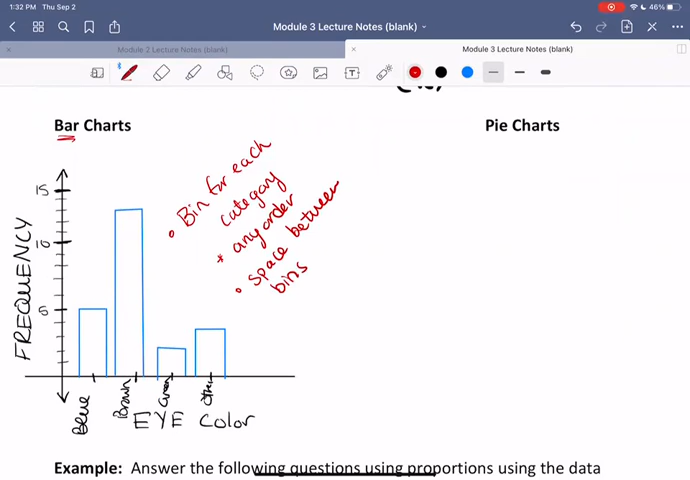 1:32 PM Thu Sep 2
46%
Module 3 Lecture Notes (blank)
Module 2 Lecture Notes (blank)
Module 3 Lecture Notes (blank)
T
Bar Charts
Pie Charts
15
10
5
FREQUENCY
Blue
Brown
Green
Other
EYE Color
• Bin for each
category
* any order
• space between
bins
Example: Answer the following questions using proportions using the data